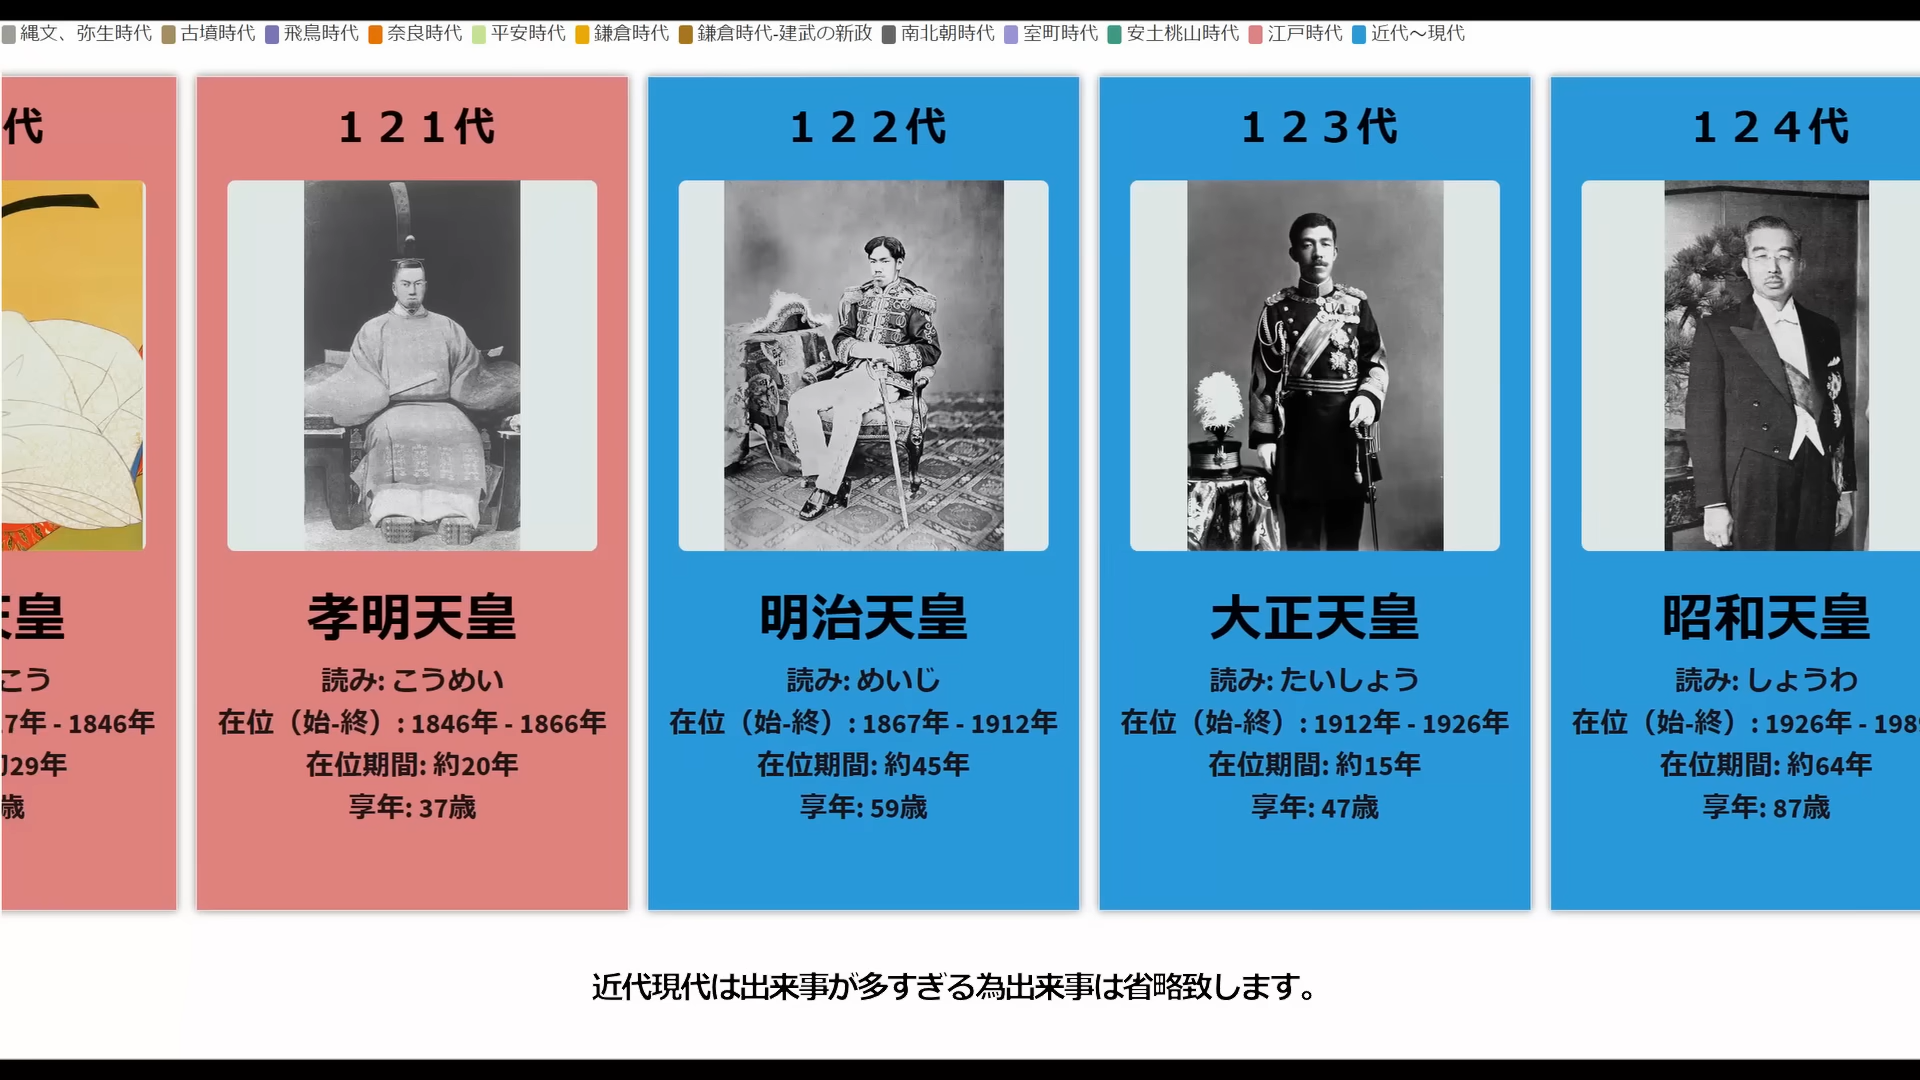 縄文、弥生時代 古墳時代 飛鳥時代 奈良時代 平安時代 鎌倉時代 鎌倉時代-建武の新政 南北朝時代 室町時代 安土桃山時代 江戸時代 近代～現代
代
天皇
こう
7年 - 1846年
29年
歳
１２１代
孝明天皇
読み: こうめい
在位（始-終）: 1846年 - 1866年
在位期間: 約20年
享年: 37歳
１２２代
明治天皇
読み: めいじ
在位（始-終）: 1867年 - 1912年
在位期間: 約45年
享年: 59歳
１２３代
大正天皇
読み: たいしょう
在位（始-終）: 1912年 - 1926年
在位期間: 約15年
享年: 47歳
１２４代
昭和天皇
読み: しょうわ
在位（始-終）: 1926年 - 198
在位期間: 約64年
享年: 87歳
近代現代は出来事が多すぎる為出来事は省略致します。